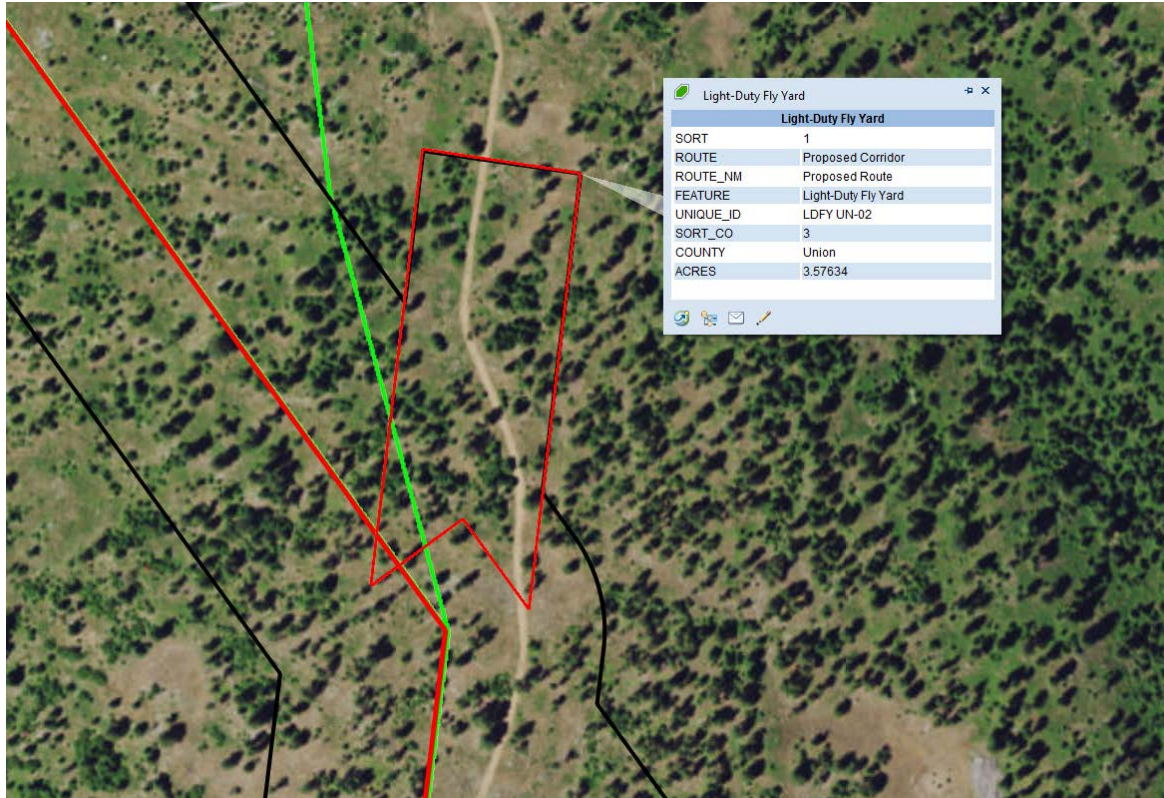 Light-Duty Fly Yard
Light-Duty Fly Yard
SORT 1
ROUTE Proposed Corridor
ROUTE_NM Proposed Route
FEATURE Light-Duty Fly Yard
UNIQUE_ID LDFY UN-02
SORT_CO 3
COUNTY Union
ACRES 3.57634